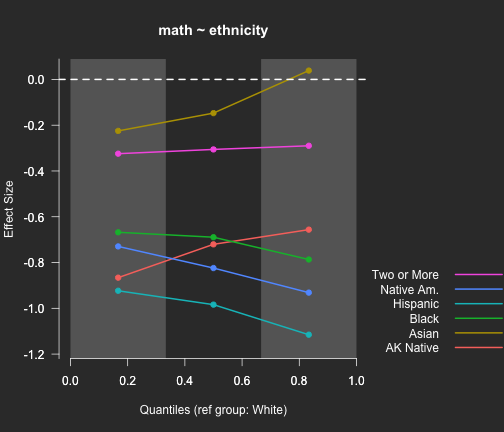 math ~ ethnicity
0.0
-0.2
-0.4
-0.6
-0.8
-1.0
-1.2
Effect Size
0.0 0.2 0.4 0.6 0.8 1.0
Quantiles (ref group: White)
Two or More
Native Am.
Hispanic
Black
Asian
AK Native